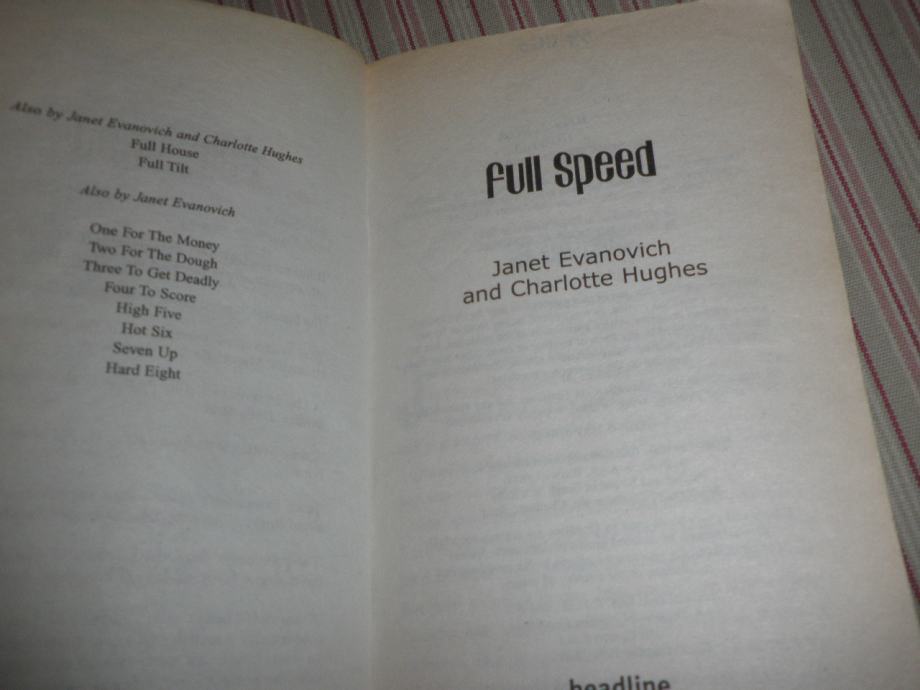 Also by Janet Evanovich and Charlotte Hughes
Full House
Full Tilt
Also by Janet Evanovich
One For The Money
Two For The Dough
Three To Get Deadly
Four To Score
High Five
Hot Six
Seven Up
Hard Eight
full speed
Janet Evanovich
and Charlotte Hughes
headline